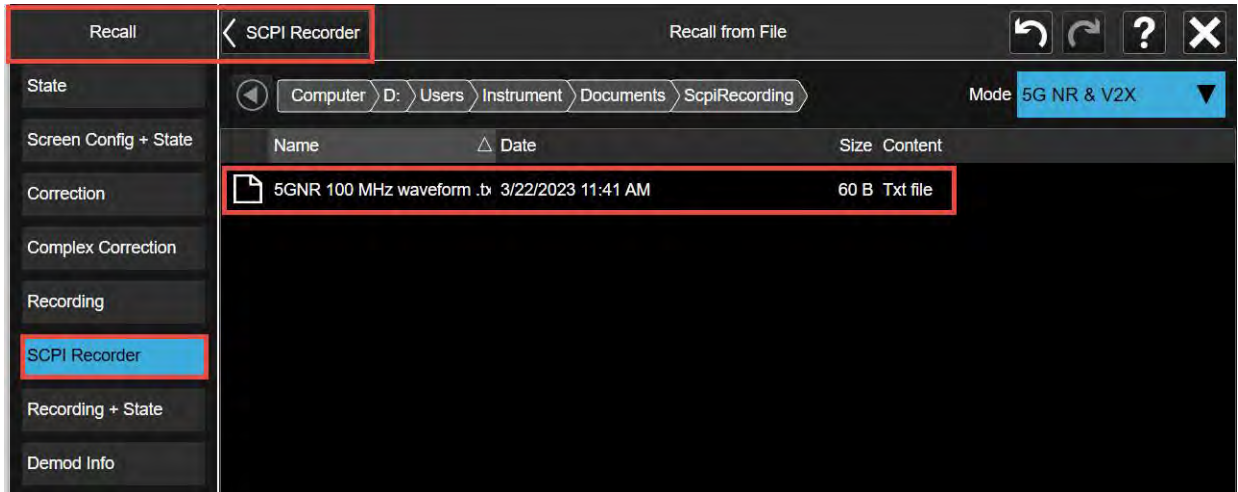 Recall
SCPI Recorder
Recall from File
?
State
Screen Config + State
Correction
Complex Correction
Recording
SCPI Recorder
Recording + State
Demod Info
Computer D: Users Instrument Documents ScpiRecording
Mode 5G NR & V2X
Name Date Size Content
5GNR 100 MHz waveform .tx 3/22/2023 11:41 AM 60 B Txt file